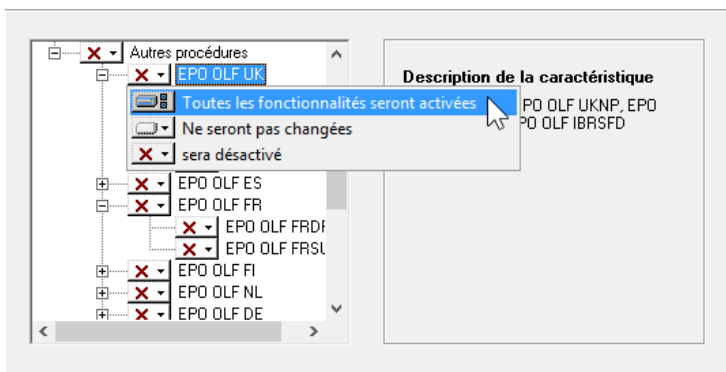 Autres procédures
EPO OLF UK
Toutes les fonctionnalités seront activées
Ne seront pas changées
sera désactivé
EPO OLF ES
EPO OLF FR
EPO OLF FRDF
EPO OLF FRSU
EPO OLF FI
EPO OLF NL
EPO OLF DE
Description de la caractéristique
PO OLF UKNP, EPO
PO OLF IBRSFD